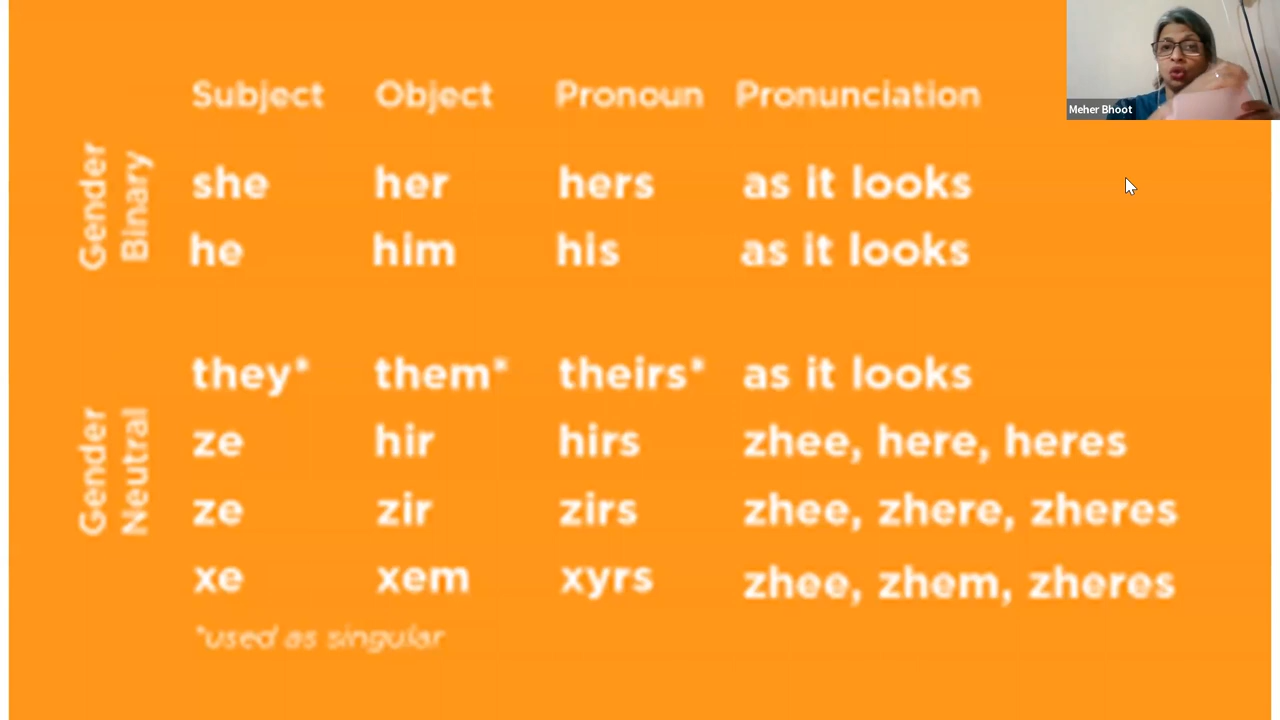 Subject Object Pronoun Pronunciation
Gender
Binary
she her hers as it looks
he him his as it looks
Gender
Neutral
they* them* theirs* as it looks
ze hir hirs zhee, here, heres
ze zir zirs zhee, zhere, zheres
xe xem xyrs zhee, zhem, zheres
*used as singular
Meher Bhoot